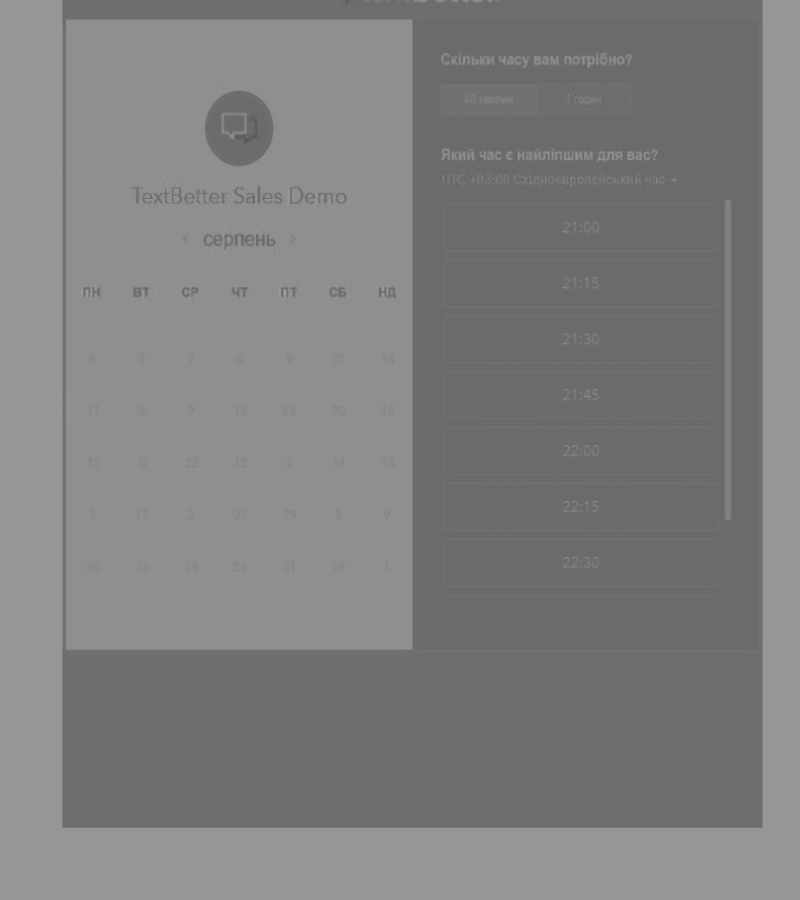 TextBetter Sales Demo
‹ серпень ›
ПН ВТ СР ЧТ ПТ СБ НД
6 8 7 6 9 30 14
11 8 9 14 23 20 14
12 5 22 12 4 14 13
1 17 2 27 29 5 9
30 15 14 24 31 19 1
Скільки часу вам потрібно?
40 хвилин 1 годин
Який час є найліпшим для вас?
UTC +03:00 Східноєвропейський час
21:00
21:15
21:30
21:45
22:00
22:15
22:30